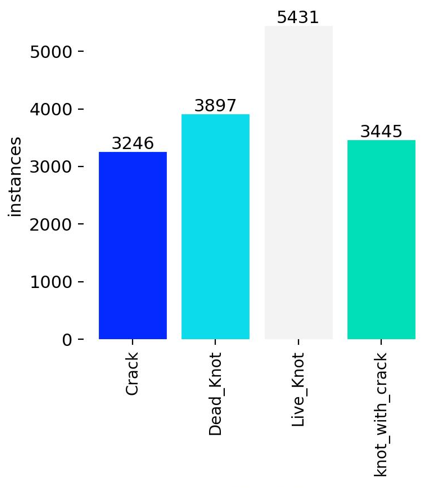 5431
5000
4000
3897
3445
3246
3000
2000
1000
0
instances
Crack
Dead_Knot
Live_Knot
knot_with_crack